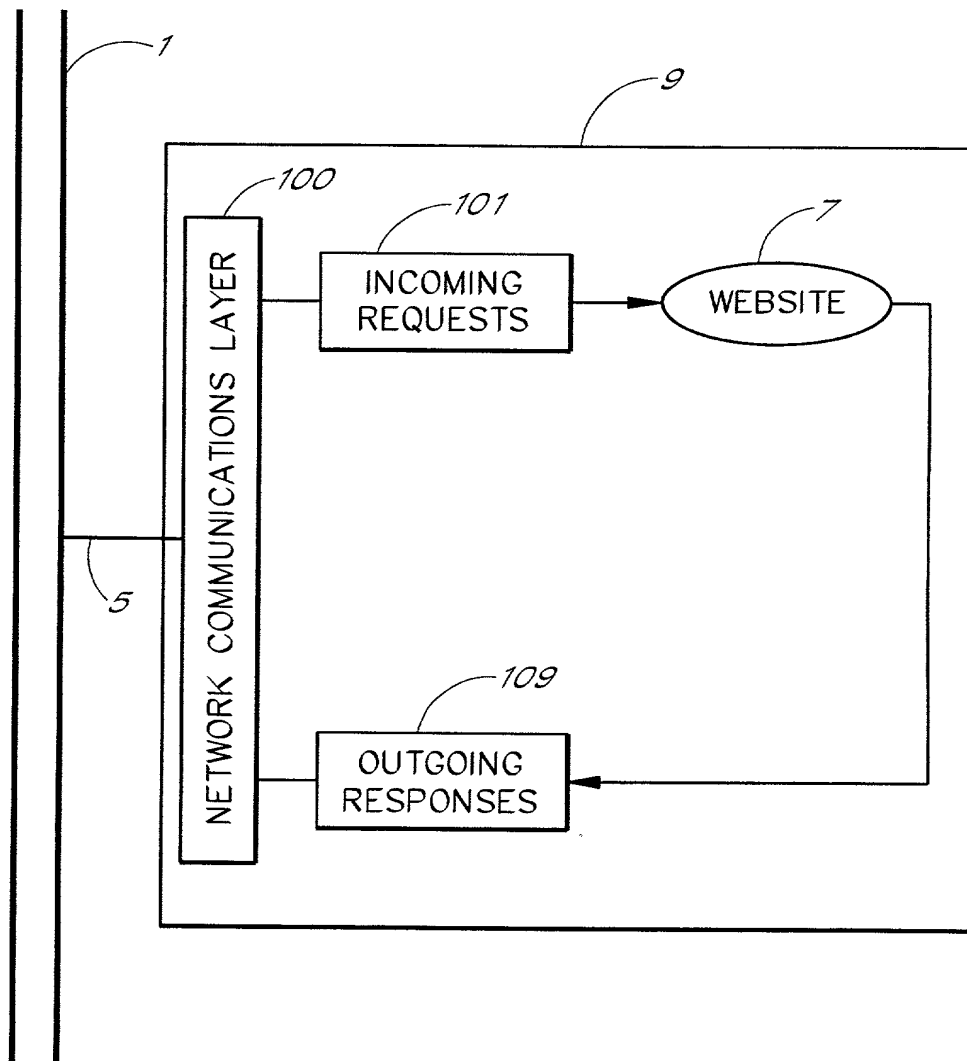 1
9
100
101
7
INCOMING
REQUESTS
WEBSITE
NETWORK COMMUNICATIONS LAYER
5
109
OUTGOING
RESPONSES